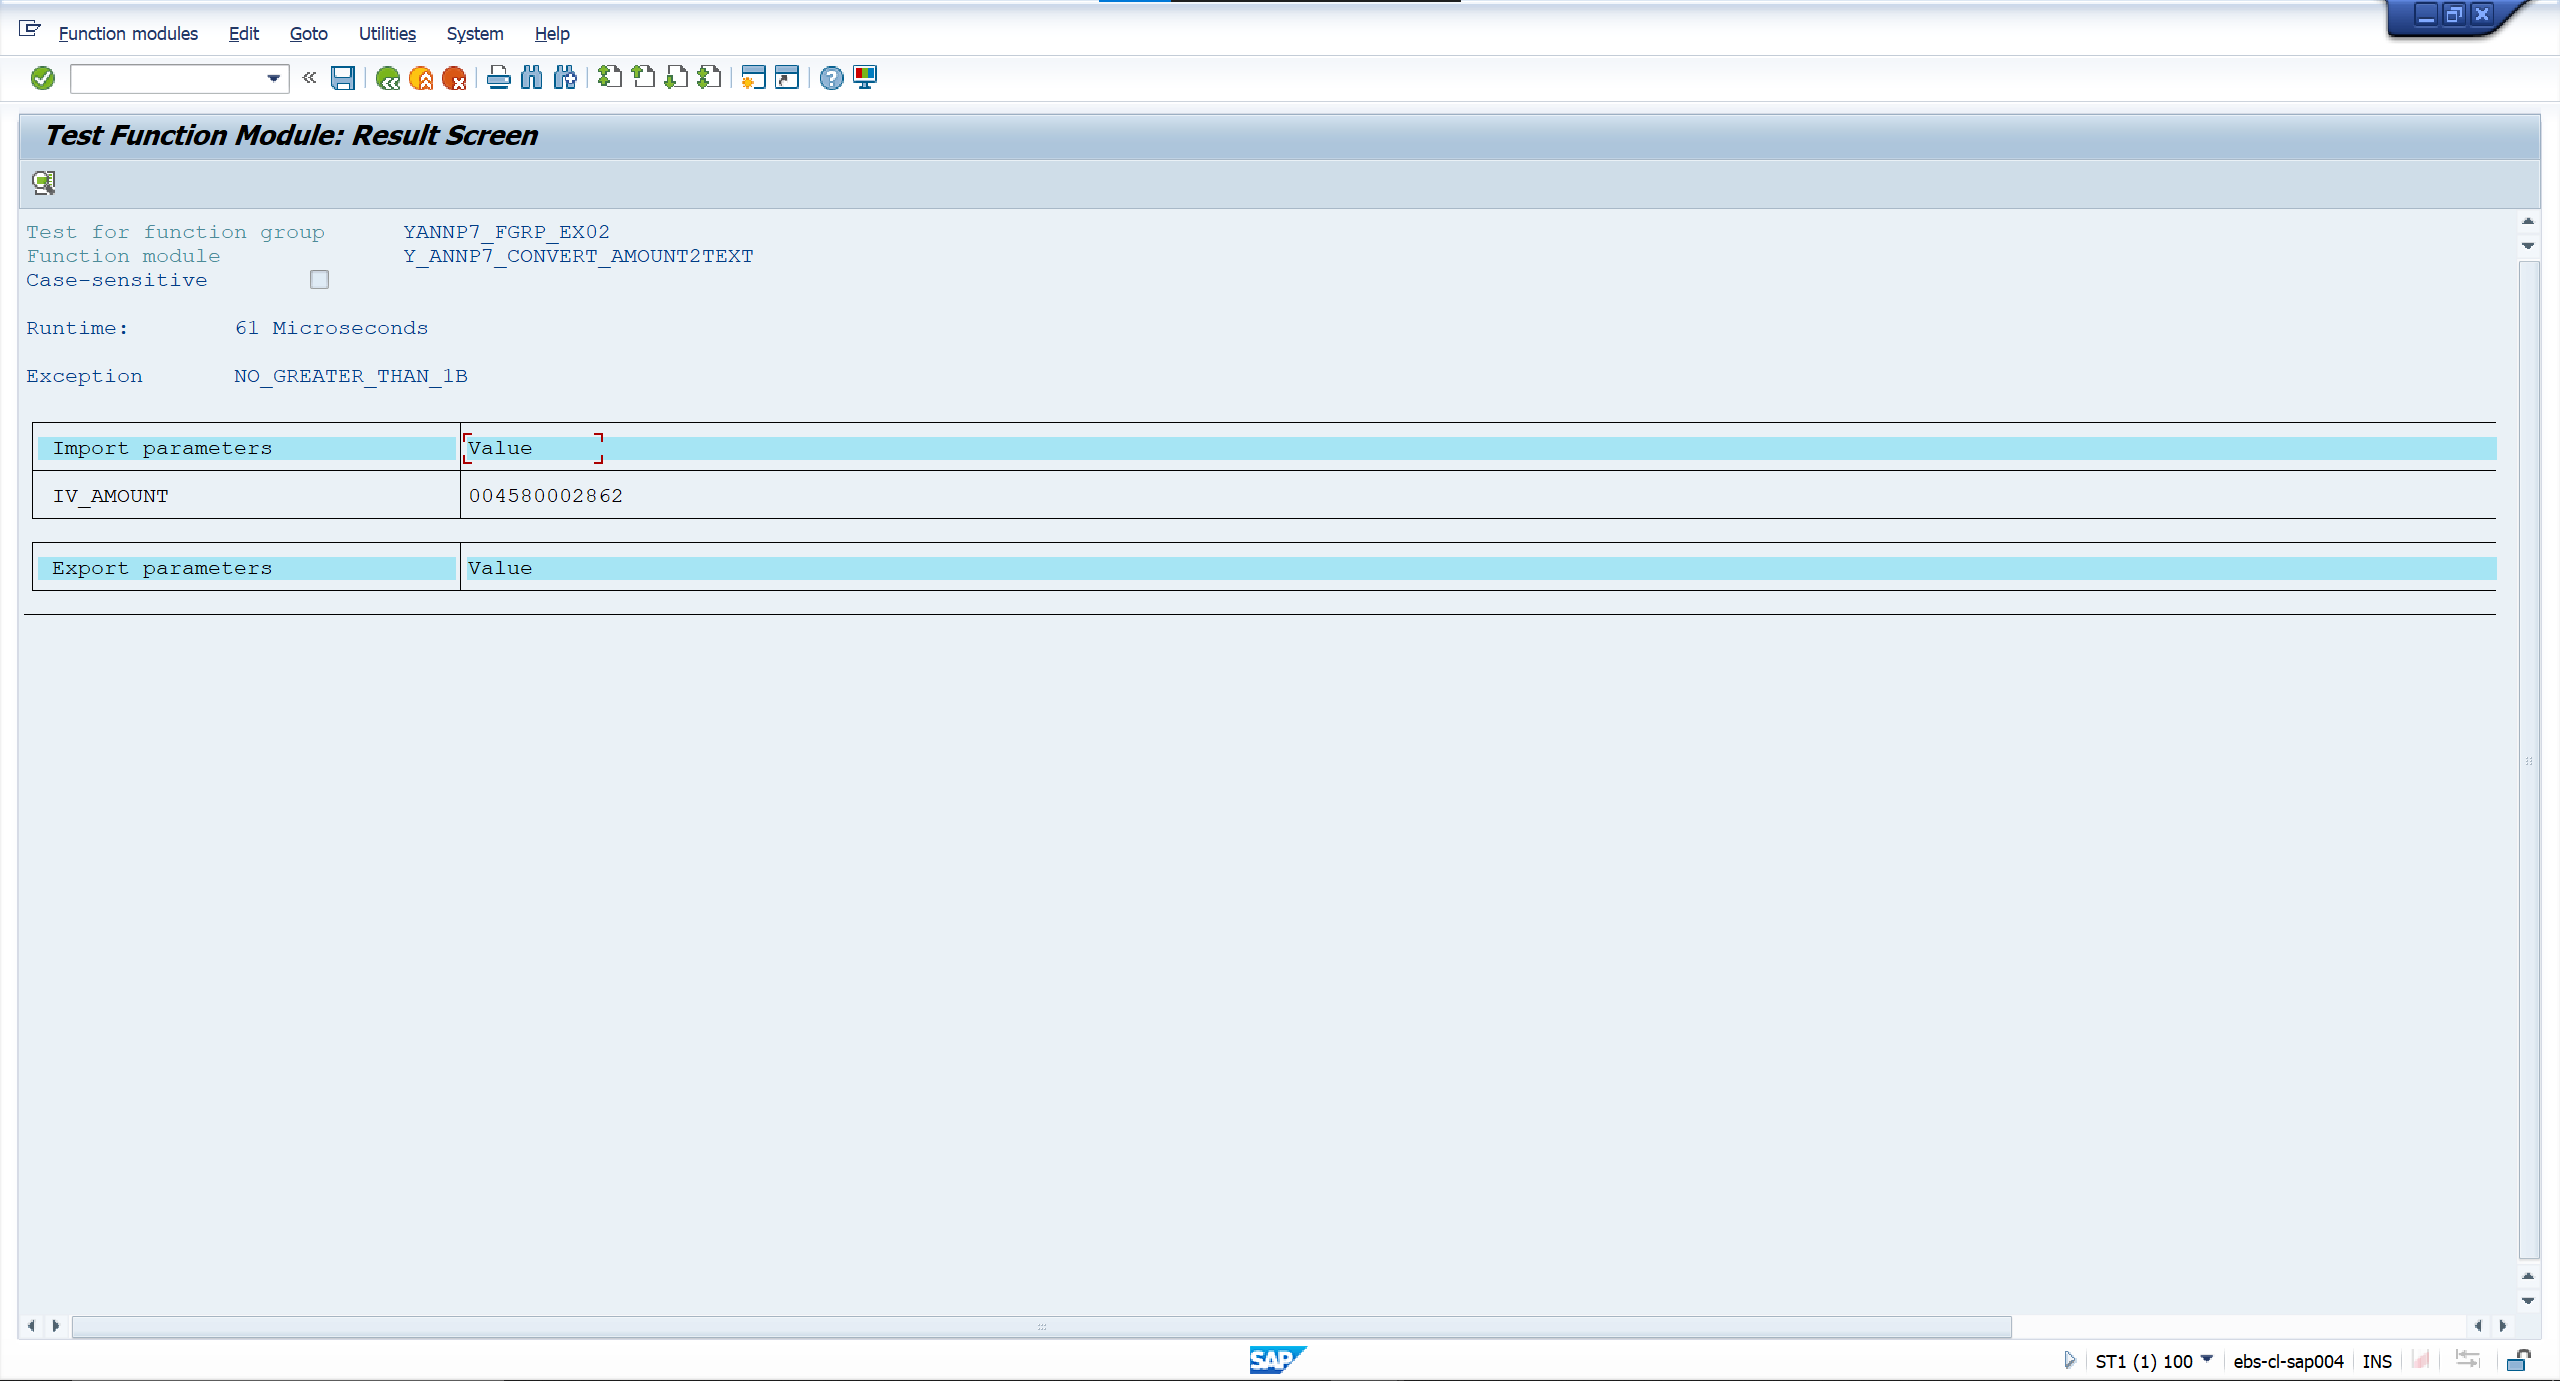 Function modules Edit Goto Utilities System Help
Test Function Module: Result Screen
Test for function group YANNP7_FGRP_EX02
Function module Y_ANNP7_CONVERT_AMOUNT2TEXT
Case-sensitive
Runtime: 61 Microseconds
Exception NO_GREATER_THAN_1B
Import parameters Value
IV_AMOUNT 004580002862
Export parameters Value
SAP
ST1 (1) 100 ebs-cl-sap004 INS